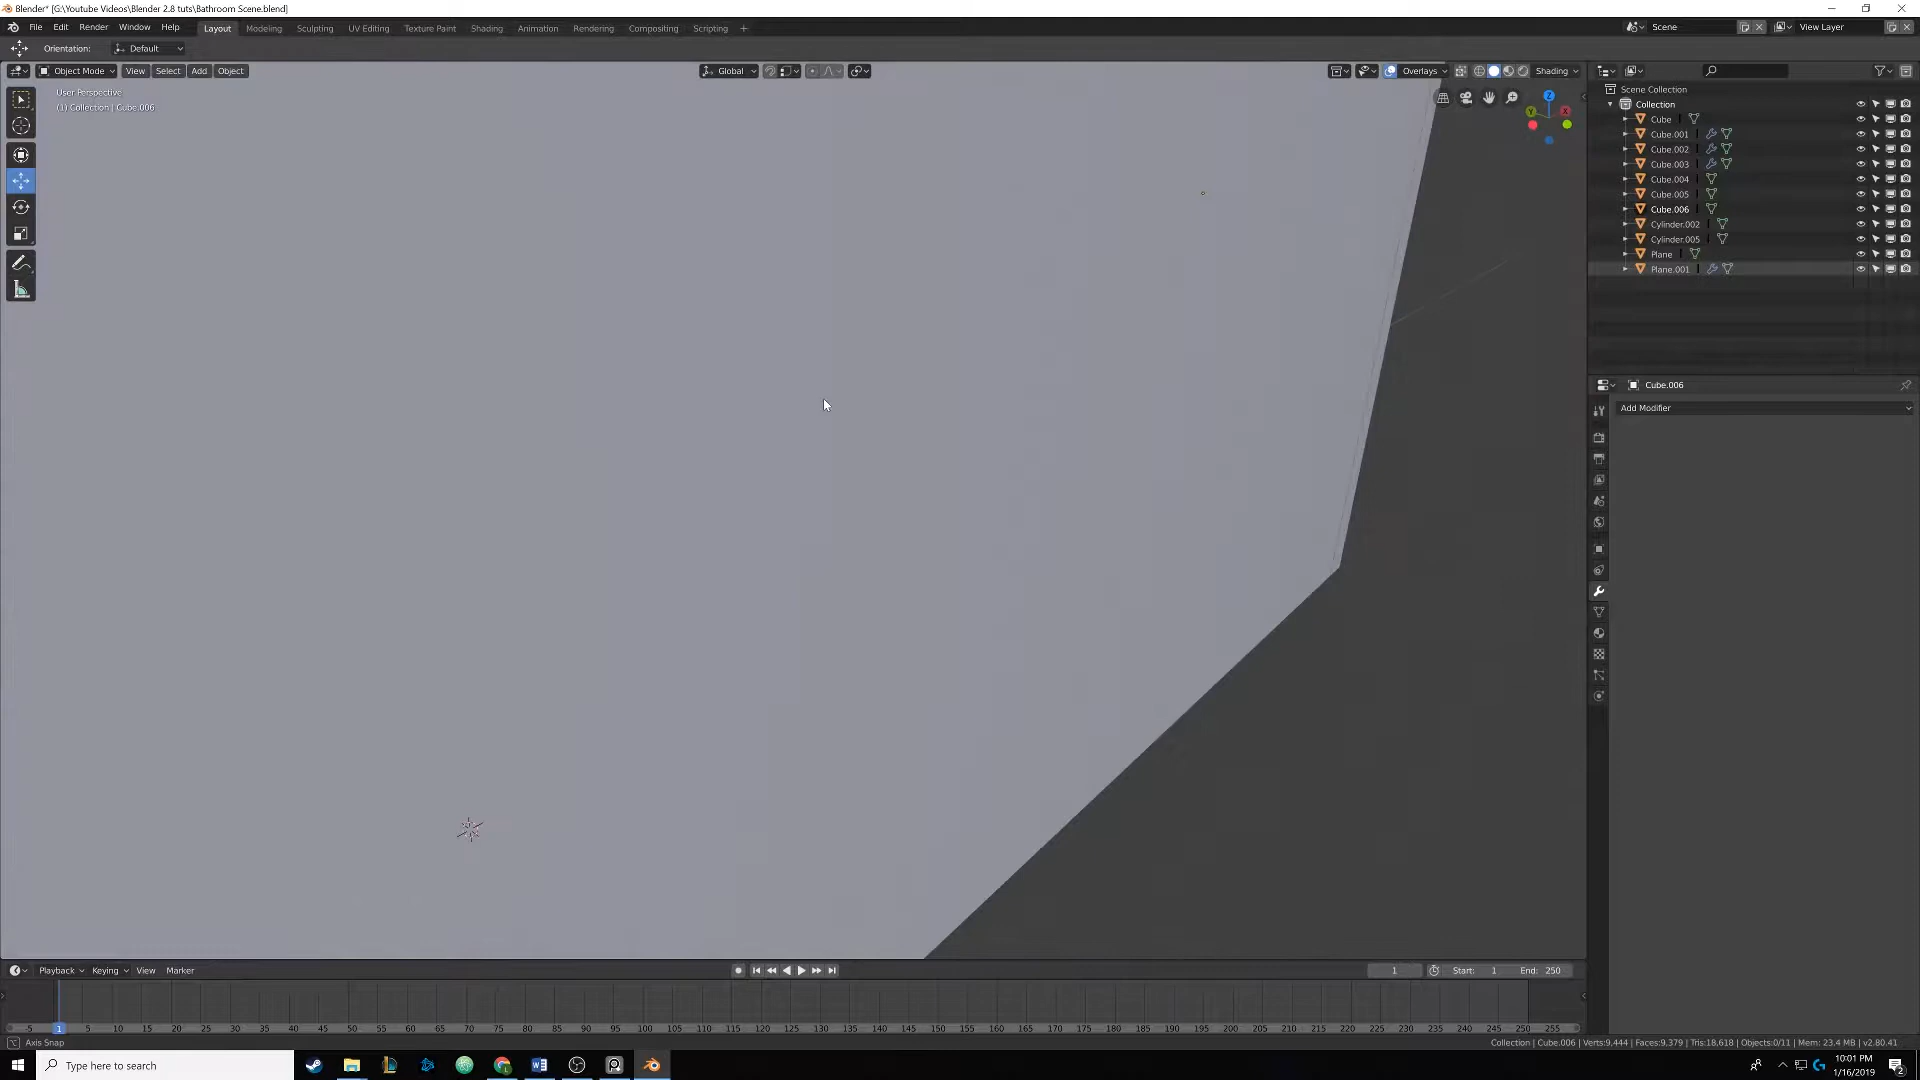 Blender* [G:\Youtube Videos\Blender 2.8 tuts\Bathroom Scene.blend]
File Edit Render Window Help Layout Modeling Sculpting UV Editing Texture Paint Shading Animation Rendering Compositing Scripting + Scene View Layer
Orientation: Default
Object Mode View Select Add Object Global Overlays Shading
User Perspective
(1) Collection | Cube.006
Z
Y X
Scene Collection
Collection
Cube
Cube.001
Cube.002
Cube.003
Cube.004
Cube.005
Cube.006
Cylinder.002
Cylinder.005
Plane
Plane.001
Cube.006
Add Modifier
Playback Keying View Marker 1 Start: 1 End: 250
-5 1 5 10 15 20 25 30 35 40 45 50 55 60 65 70 75 80 85 90 95 100 105 110 115 120 125 130 135 140 145 150 155 160 165 170 175 180 185 190 195 200 205 210 215 220 225 230 235 240 245 250 255
Axis Snap Collection | Cube.006 | Verts:9,444 | Faces:9,379 | Tris:18,618 | Objects:0/11 | Mem: 23.4 MB | v2.80.41
Type here to search
10:01 PM
1/16/2019
2